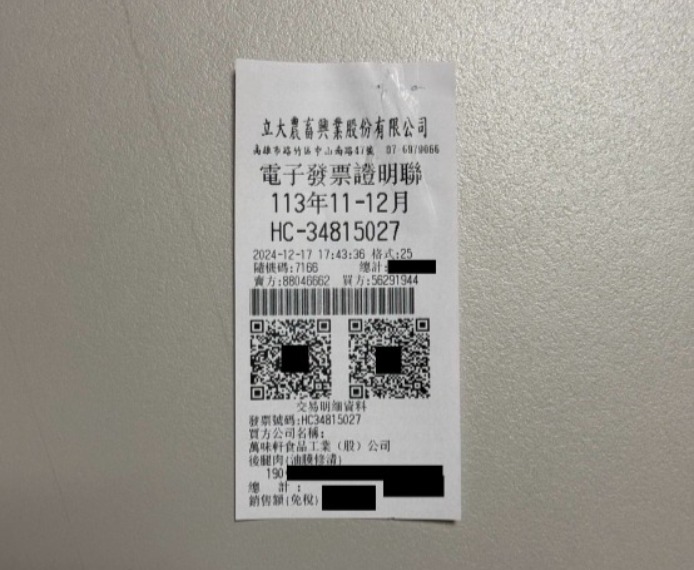 立大農畜興業股份有限公司
高雄市路竹區中山南路47號 07-6979066
電子發票證明聯
113年11-12月
HC-34815027
2024-12-17 17:43:36 格式:25
隨機碼:7166 總計:
賣方:88046662 買方:56291944
交易明細資料
發票號碼:HC34815027
買方公司名稱:
萬味軒食品工業（股）公司
後腿肉(油膜修清)
190
總 計 :
銷售額(免稅)